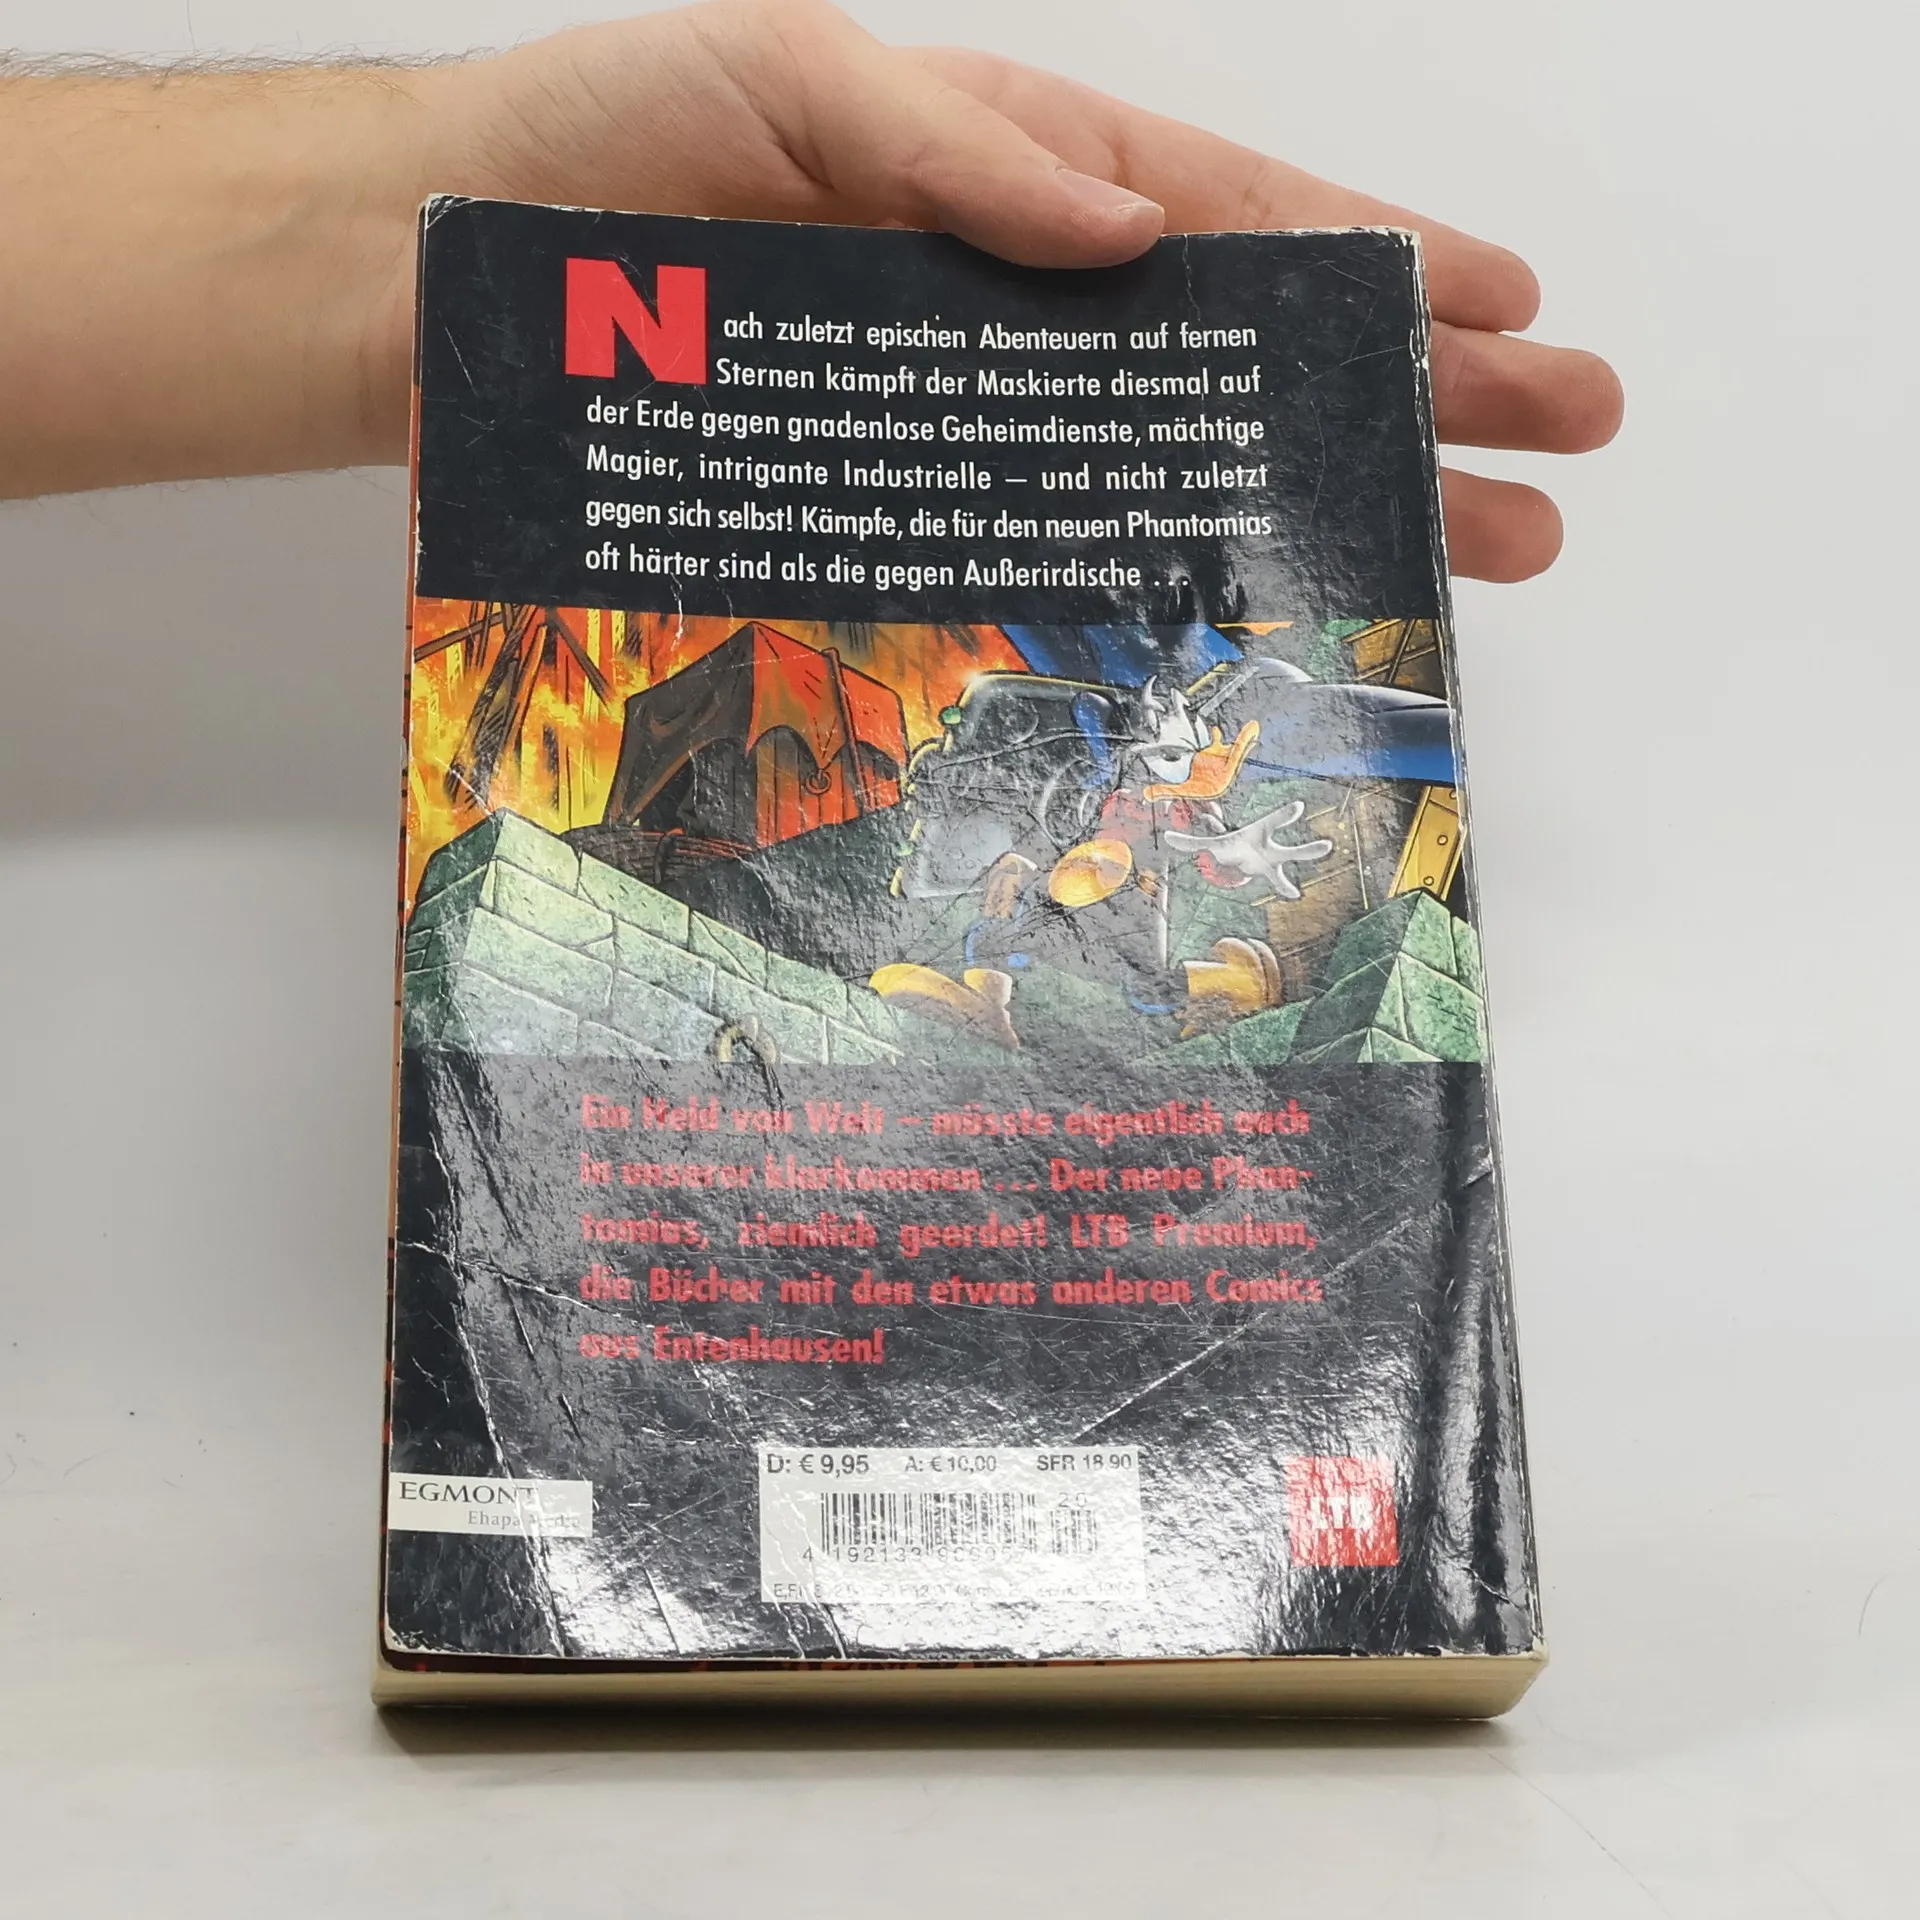 Nach zuletzt epischen Abenteuern auf fernen
Sternen kämpft der Maskierte diesmal auf
der Erde gegen gnadenlose Geheimdienste, mächtige
Magier, intrigante Industrielle – und nicht zuletzt
gegen sich selbst! Kämpfe, die für den neuen Phantomias
oft härter sind als die gegen Außerirdische ...
Ein Held von Welt – müsste eigentlich auch
in unserer klarkommen ... Der neue Phan-
tomias, ziemlich geerdet! LTB Premium,
die Bücher mit den etwas anderen Comics
aus Entenhausen!
D: € 9,95 A: € 10,00 SFR 18.90
EGMONT
Ehapa
LTB
4 192133